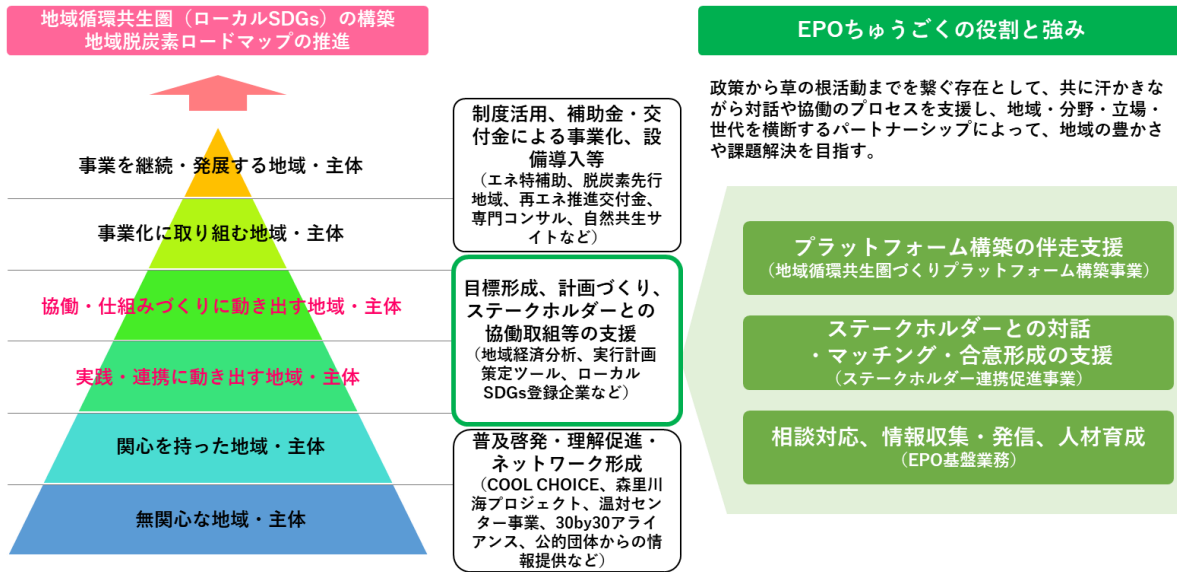 地域循環共生圏（ローカルSDGs）の構築
地域脱炭素ロードマップの推進
事業を継続・発展する地域・主体
事業化に取り組む地域・主体
協働・仕組みづくりに動き出す地域・主体
実践・連携に動き出す地域・主体
関心を持った地域・主体
無関心な地域・主体
制度活用、補助金・交
付金による事業化、設
備導入等
（エネ特補助、脱炭素先行
地域、再エネ推進交付金、
専門コンサル、自然共生サ
イトなど）
目標形成、計画づくり、
ステークホルダーとの
協働取組等の支援
（地域経済分析、実行計画
策定ツール、ローカル
SDGs登録企業など）
普及啓発・理解促進・
ネットワーク形成
（COOL CHOICE、森里川
海プロジェクト、温対セン
ター事業、30by30アライ
アンス、公的団体からの情
報提供など）
EPOちゅうごくの役割と強み
政策から草の根活動までを繋ぐ存在として、共に汗かきな
がら対話や協働のプロセスを支援し、地域・分野・立場・
世代を横断するパートナーシップによって、地域の豊かさ
や課題解決を目指す。
プラットフォーム構築の伴走支援
（地域循環共生圏づくりプラットフォーム構築事業）
ステークホルダーとの対話
・マッチング・合意形成の支援
（ステークホルダー連携促進事業）
相談対応、情報収集・発信、人材育成
（EPO基盤業務）